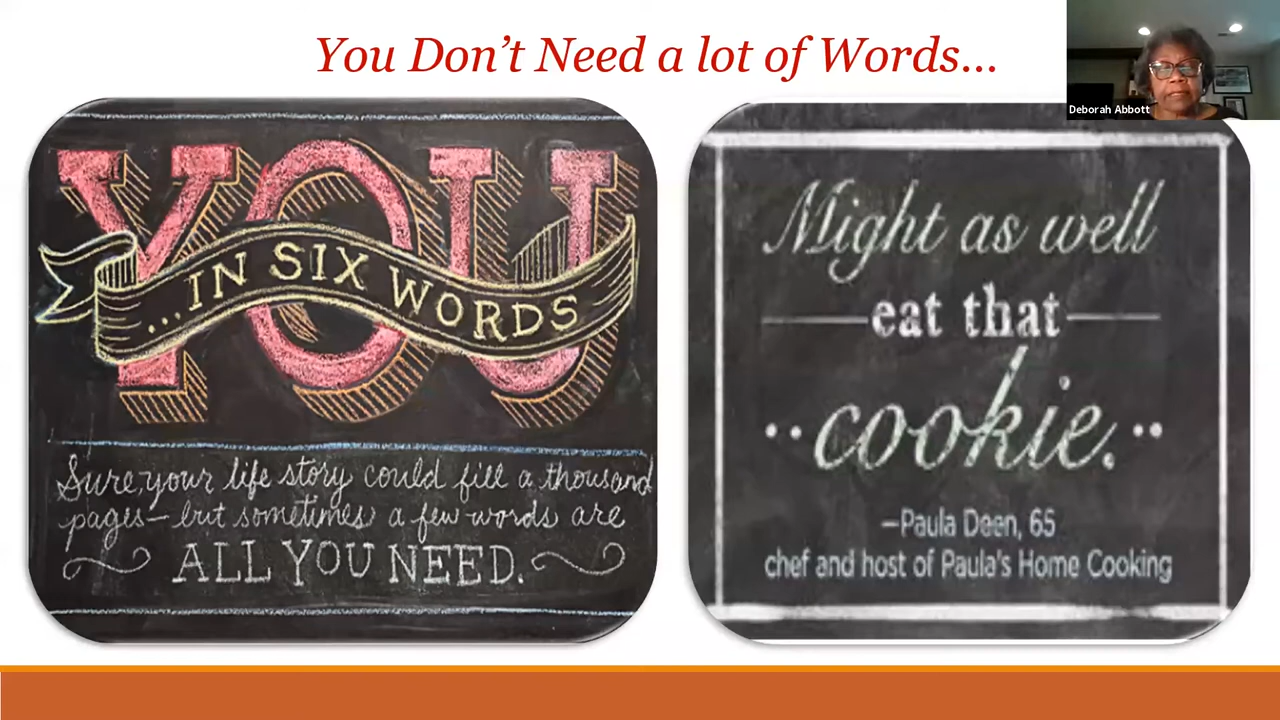 You Don't Need a lot of Words...
Deborah Abbott
YOU
...IN SIX WORDS
Sure, your life story could fill a thousand
pages—but sometimes a few words are
ALL YOU NEED.
Might as well
eat that
cookie.
—Paula Deen, 65
chef and host of Paula's Home Cooking